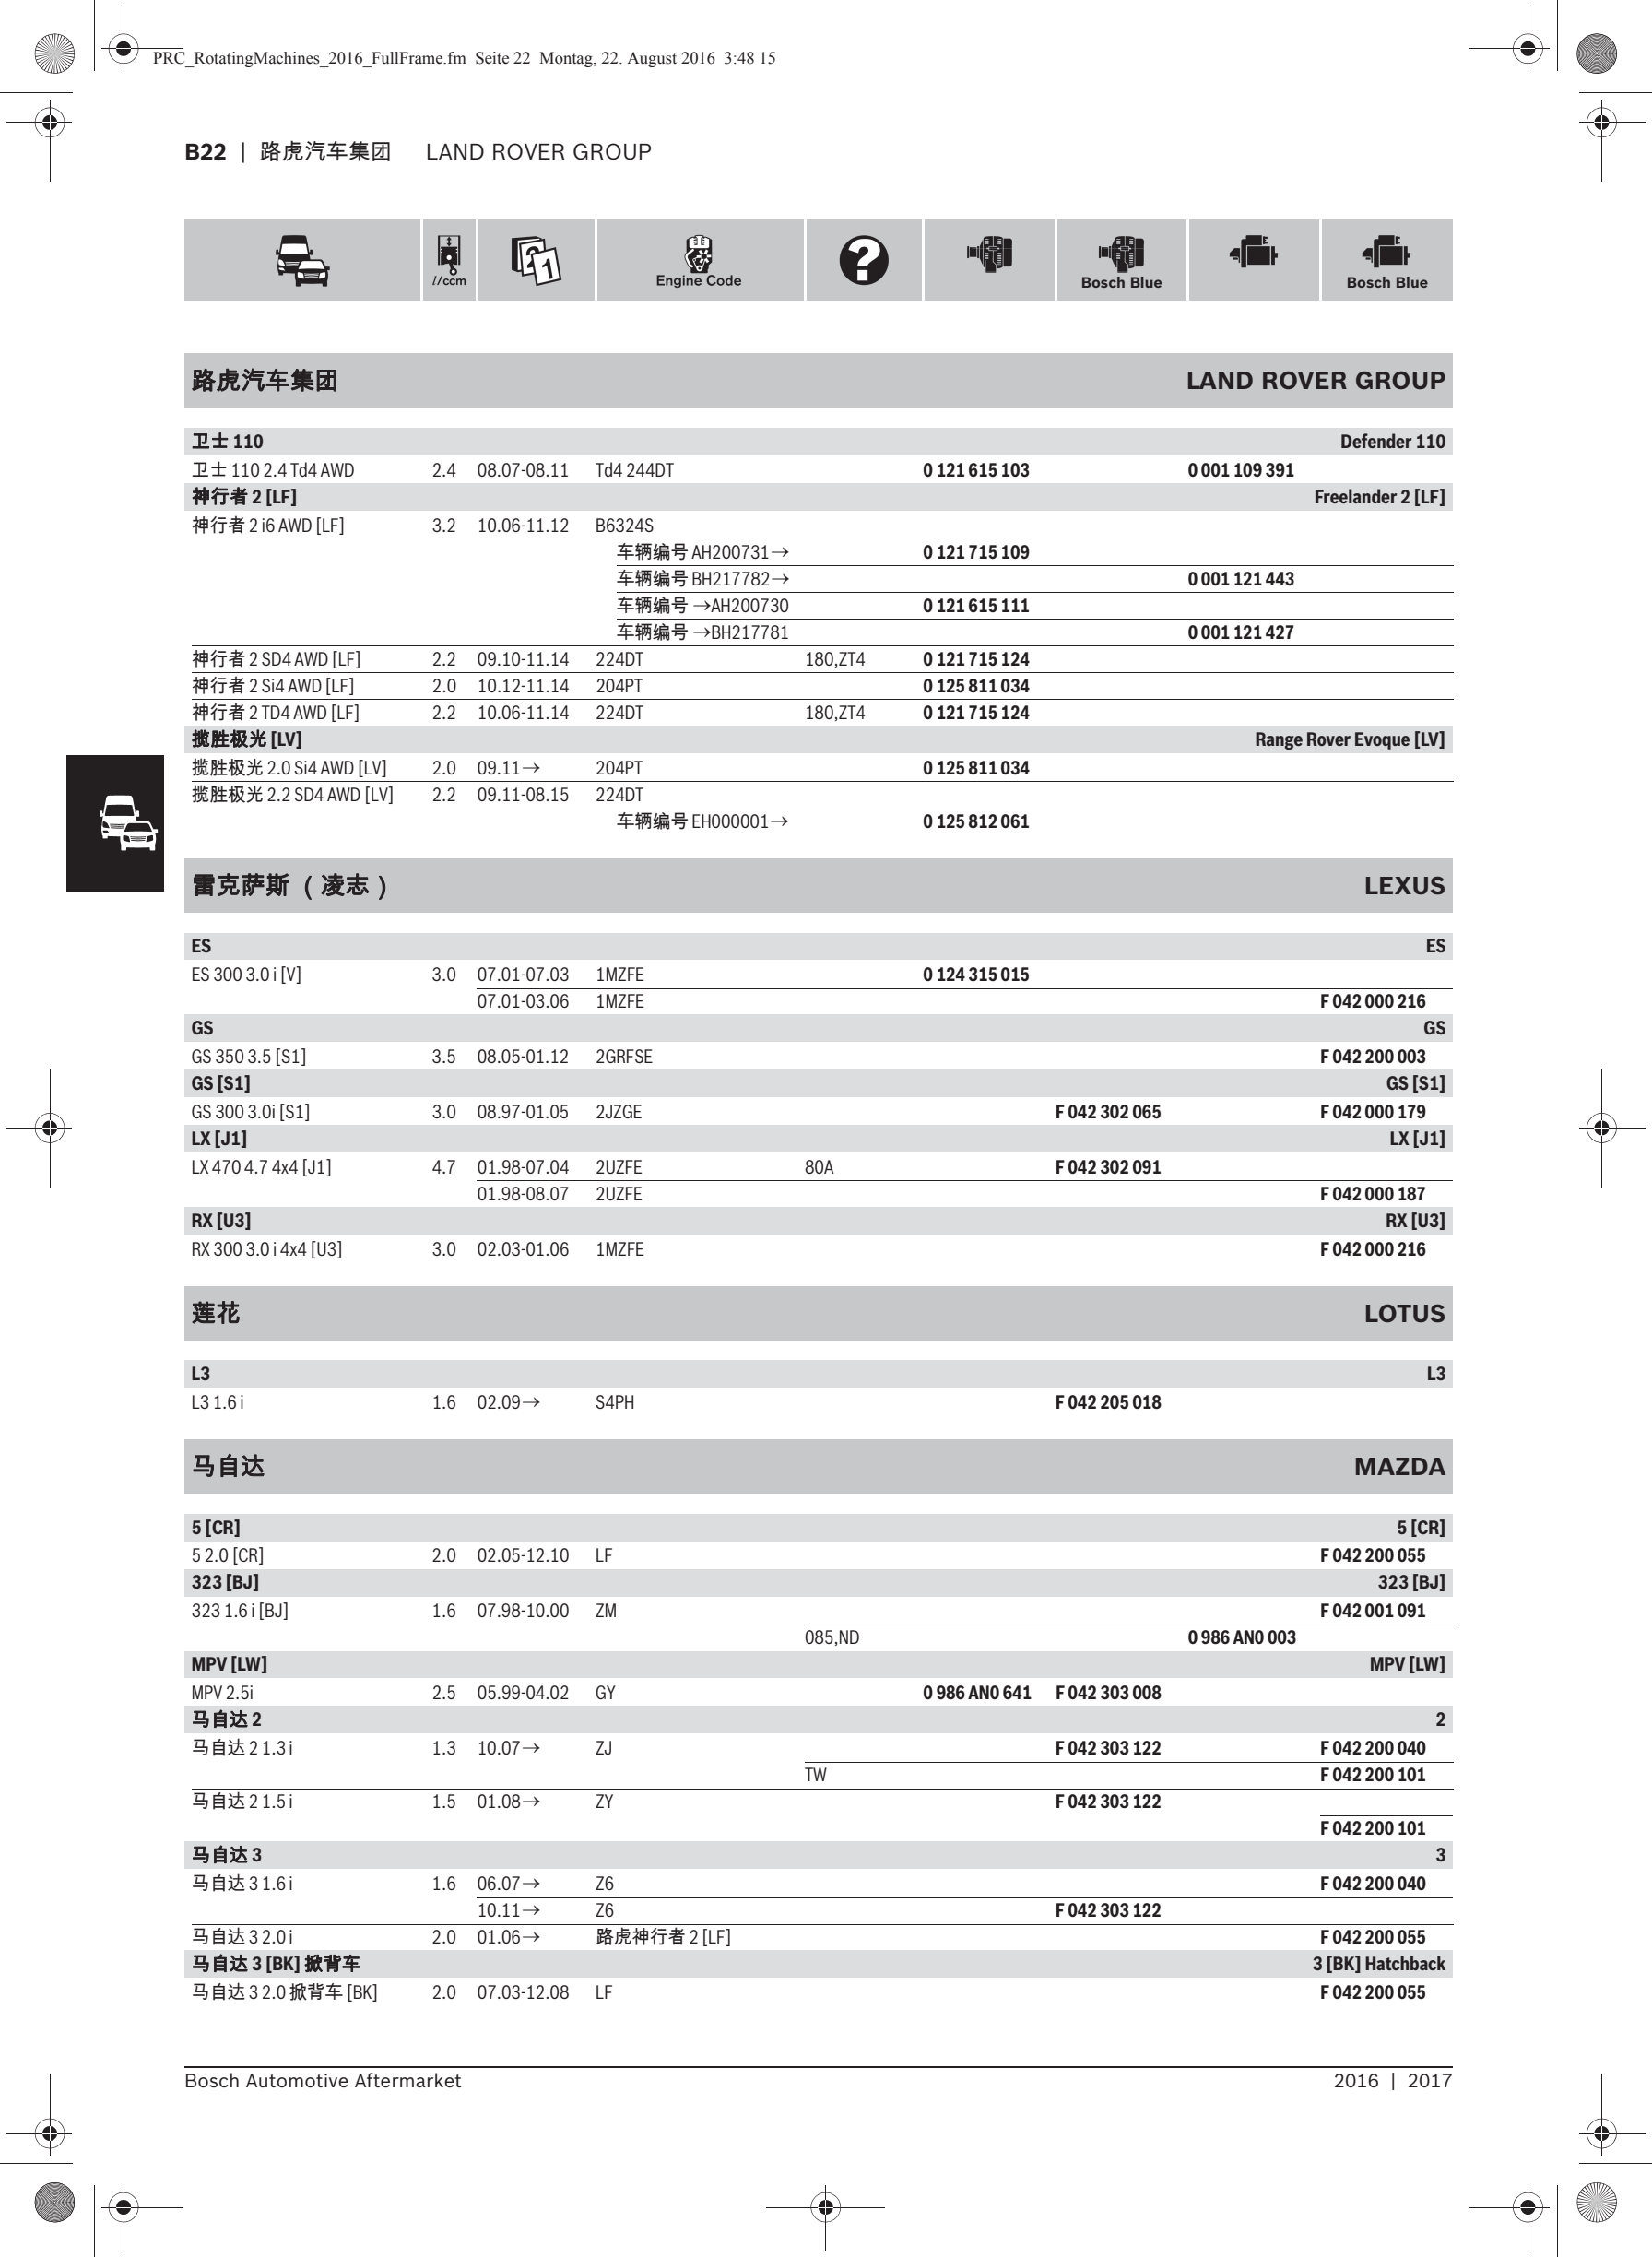 PRC_RotatingMachines_2016_FullFrame.fm Seite 22 Montag, 22. August 2016 3:48 15
B22 | 路虎汽车集团 LAND ROVER GROUP
l/ccm 21 Engine Code ? Bosch Blue Bosch Blue
路虎汽车集团 LAND ROVER GROUP
卫士 110 Defender 110
卫士 110 2.4 Td4 AWD 2.4 08.07-08.11 Td4 244DT 0 121 615 103 0 001 109 391
神行者 2 [LF] Freelander 2 [LF]
神行者 2 i6 AWD [LF] 3.2 10.06-11.12 B6324S
车辆编号 AH200731→ 0 121 715 109
车辆编号 BH217782→ 0 001 121 443
车辆编号 →AH200730 0 121 615 111
车辆编号 →BH217781 0 001 121 427
神行者 2 SD4 AWD [LF] 2.2 09.10-11.14 224DT 180,ZT4 0 121 715 124
神行者 2 Si4 AWD [LF] 2.0 10.12-11.14 204PT 0 125 811 034
神行者 2 TD4 AWD [LF] 2.2 10.06-11.14 224DT 180,ZT4 0 121 715 124
揽胜极光 [LV] Range Rover Evoque [LV]
揽胜极光 2.0 Si4 AWD [LV] 2.0 09.11→ 204PT 0 125 811 034
揽胜极光 2.2 SD4 AWD [LV] 2.2 09.11-08.15 224DT
车辆编号 EH000001→ 0 125 812 061
雷克萨斯 ( 凌志 ) LEXUS
ES ES
ES 300 3.0 i [V] 3.0 07.01-07.03 1MZFE 0 124 315 015
07.01-03.06 1MZFE F 042 000 216
GS GS
GS 350 3.5 [S1] 3.5 08.05-01.12 2GRFSE F 042 200 003
GS [S1] GS [S1]
GS 300 3.0i [S1] 3.0 08.97-01.05 2JZGE F 042 302 065 F 042 000 179
LX [J1] LX [J1]
LX 470 4.7 4x4 [J1] 4.7 01.98-07.04 2UZFE 80A F 042 302 091
01.98-08.07 2UZFE F 042 000 187
RX [U3] RX [U3]
RX 300 3.0 i 4x4 [U3] 3.0 02.03-01.06 1MZFE F 042 000 216
莲花 LOTUS
L3 L3
L3 1.6 i 1.6 02.09→ S4PH F 042 205 018
马自达 MAZDA
5 [CR] 5 [CR]
5 2.0 [CR] 2.0 02.05-12.10 LF F 042 200 055
323 [BJ] 323 [BJ]
323 1.6 i [BJ] 1.6 07.98-10.00 ZM F 042 001 091
085,ND 0 986 AN0 003
MPV [LW] MPV [LW]
MPV 2.5i 2.5 05.99-04.02 GY 0 986 AN0 641 F 042 303 008
马自达 2 2
马自达 2 1.3 i 1.3 10.07→ ZJ F 042 303 122 F 042 200 040
TW F 042 200 101
马自达 2 1.5 i 1.5 01.08→ ZY F 042 303 122
F 042 200 101
马自达 3 3
马自达 3 1.6 i 1.6 06.07→ Z6 F 042 200 040
10.11→ Z6 F 042 303 122
马自达 3 2.0 i 2.0 01.06→ 路虎神行者 2 [LF] F 042 200 055
马自达 3 [BK] 掀背车 3 [BK] Hatchback
马自达 3 2.0 掀背车 [BK] 2.0 07.03-12.08 LF F 042 200 055
Bosch Automotive Aftermarket 2016 | 2017